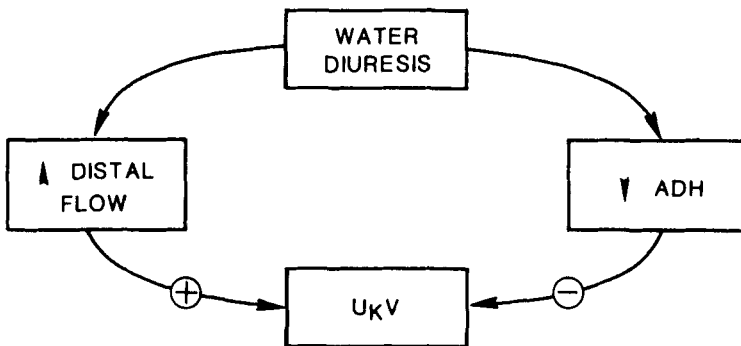 WATER
DIURESIS
DISTAL
FLOW
ADH
+
−
UKV